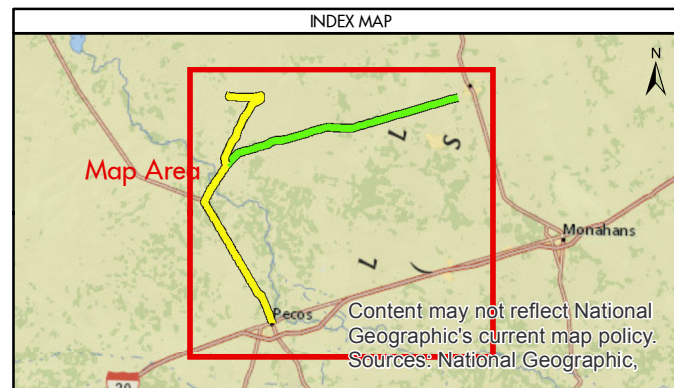 INDEX MAP
N
L
S
Map Area
Monahans
L
Pecos
Content may not reflect National
Geographic's current map policy.
Sources: National Geographic,
20